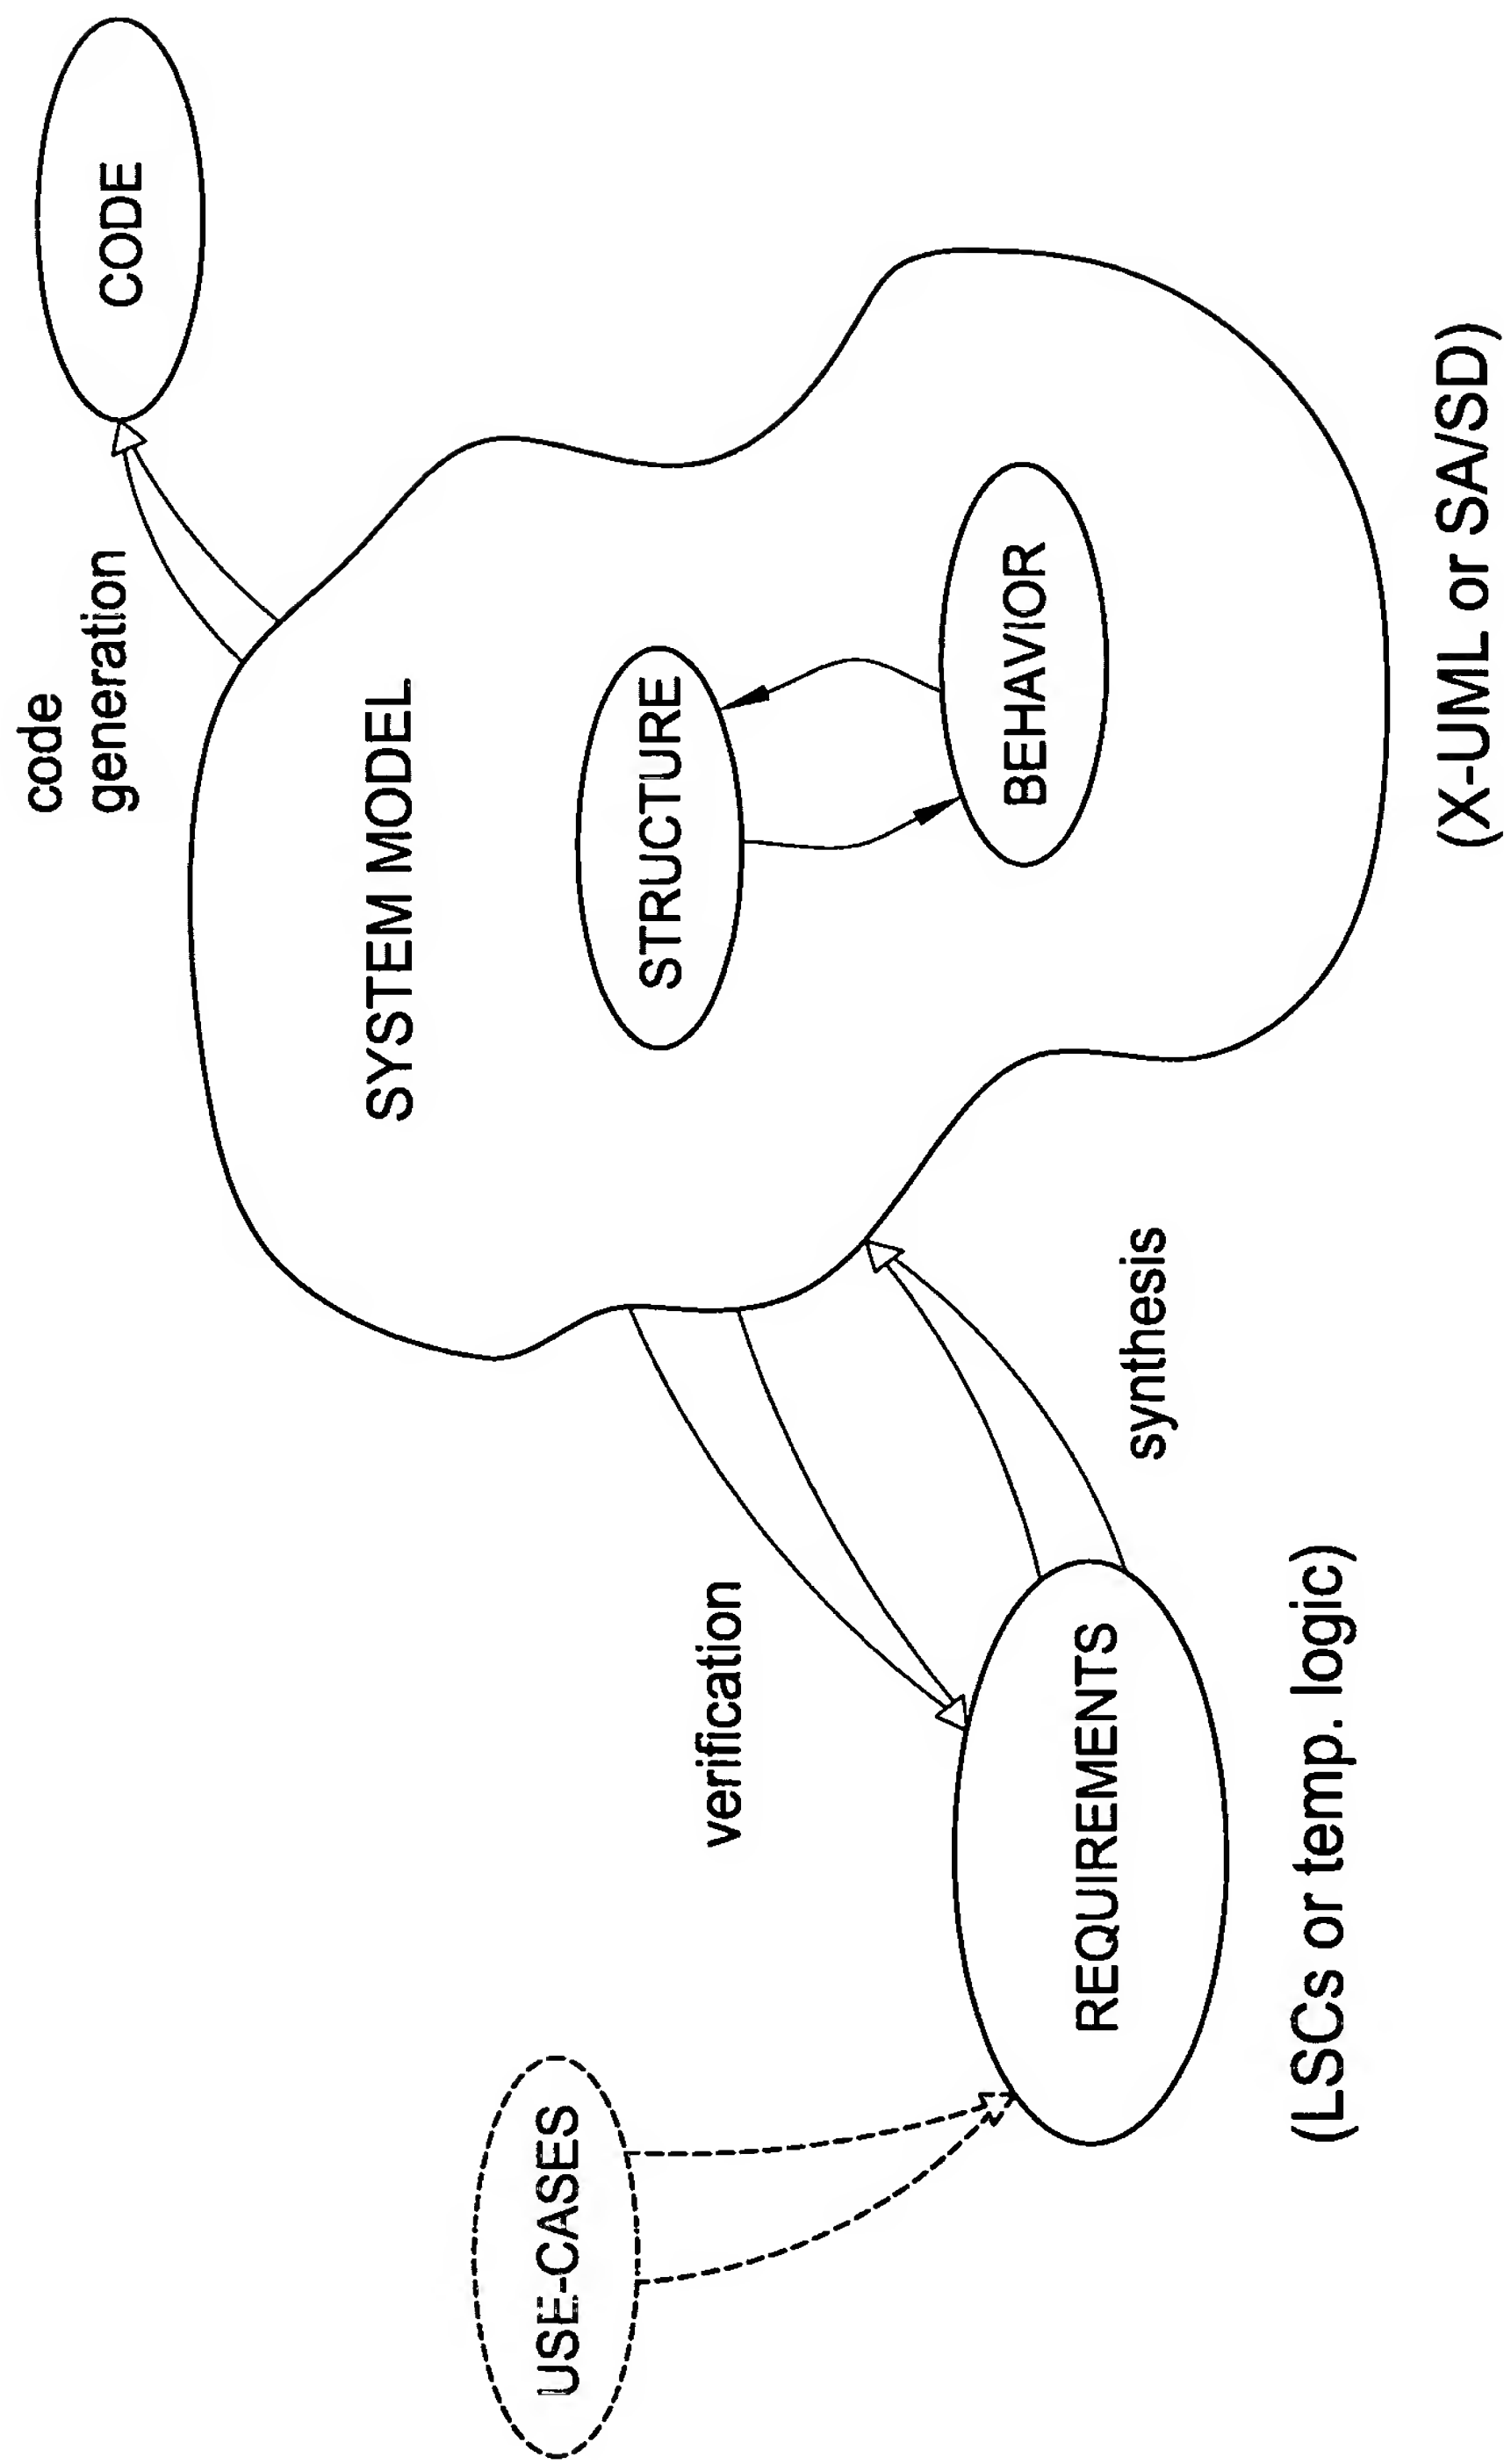 code
generation
CODE
SYSTEM MODEL
STRUCTURE
BEHAVIOR
(X-UML or SA/SD)
USE-CASES
verification
REQUIREMENTS
synthesis
(LSCs or temp. logic)